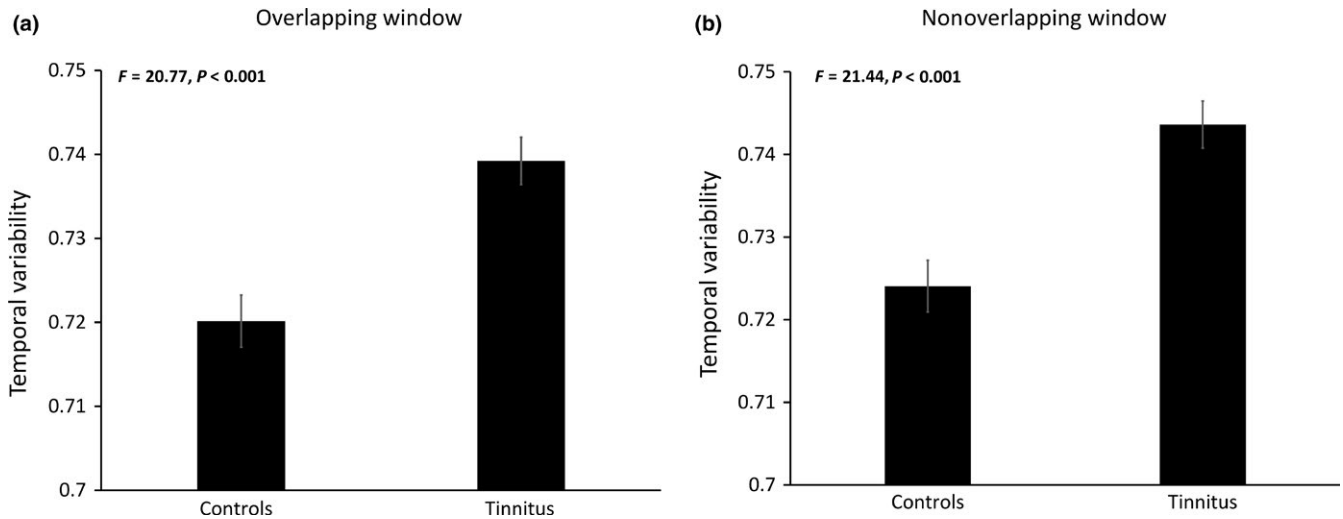 (a)
Overlapping window
F = 20.77, P < 0.001
Temporal variability
0.75
0.74
0.73
0.72
0.71
0.7
Controls
Tinnitus
(b)
Nonoverlapping window
F = 21.44, P < 0.001
Temporal variability
0.75
0.74
0.73
0.72
0.71
0.7
Controls
Tinnitus